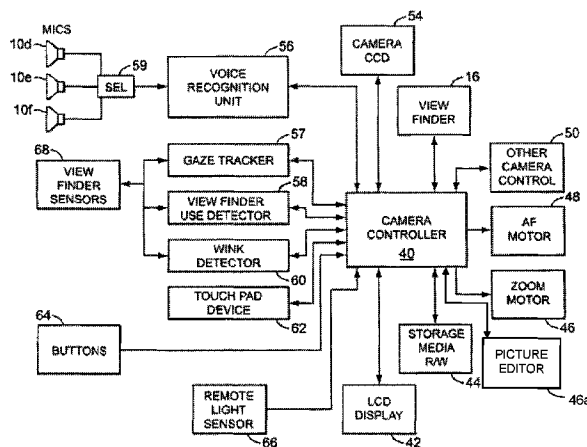 MICS
10d
10e
10f
59
SEL
56
VOICE
RECOGNITION
UNIT
54
CAMERA
CCD
16
VIEW
FINDER
50
OTHER
CAMERA
CONTROL
68
VIEW
FINDER
SENSORS
57
GAZE TRACKER
58
VIEW FINDER
USE DETECTOR
WINK
DETECTOR
60
TOUCH PAD
DEVICE
62
CAMERA
CONTROLLER
40
48
AF
MOTOR
ZOOM
MOTOR
46
64
BUTTONS
REMOTE
LIGHT
SENSOR
66
LCD
DISPLAY
42
STORAGE
MEDIA
R/W
44
PICTURE
EDITOR
46a